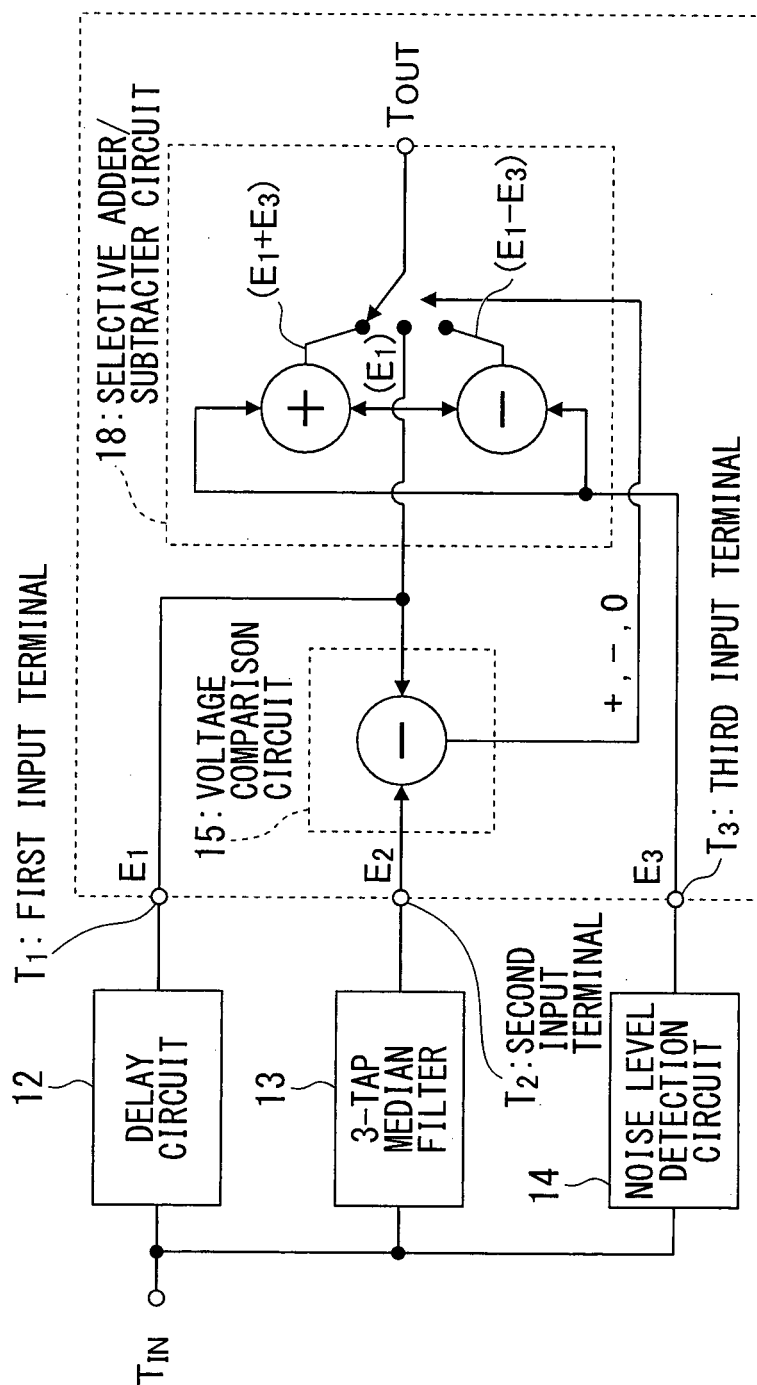 TIN
12
DELAY
CIRCUIT
13
3-TAP
MEDIAN
FILTER
14
NOISE LEVEL
DETECTION
CIRCUIT
T1: FIRST INPUT TERMINAL
E1
T2: SECOND
INPUT
TERMINAL
E2
T3: THIRD INPUT TERMINAL
E3
15: VOLTAGE
COMPARISON
CIRCUIT
−
+, −, 0
18: SELECTIVE ADDER/
SUBTRACTER CIRCUIT
+
−
(E1+E3)
(E1)
(E1−E3)
TOUT